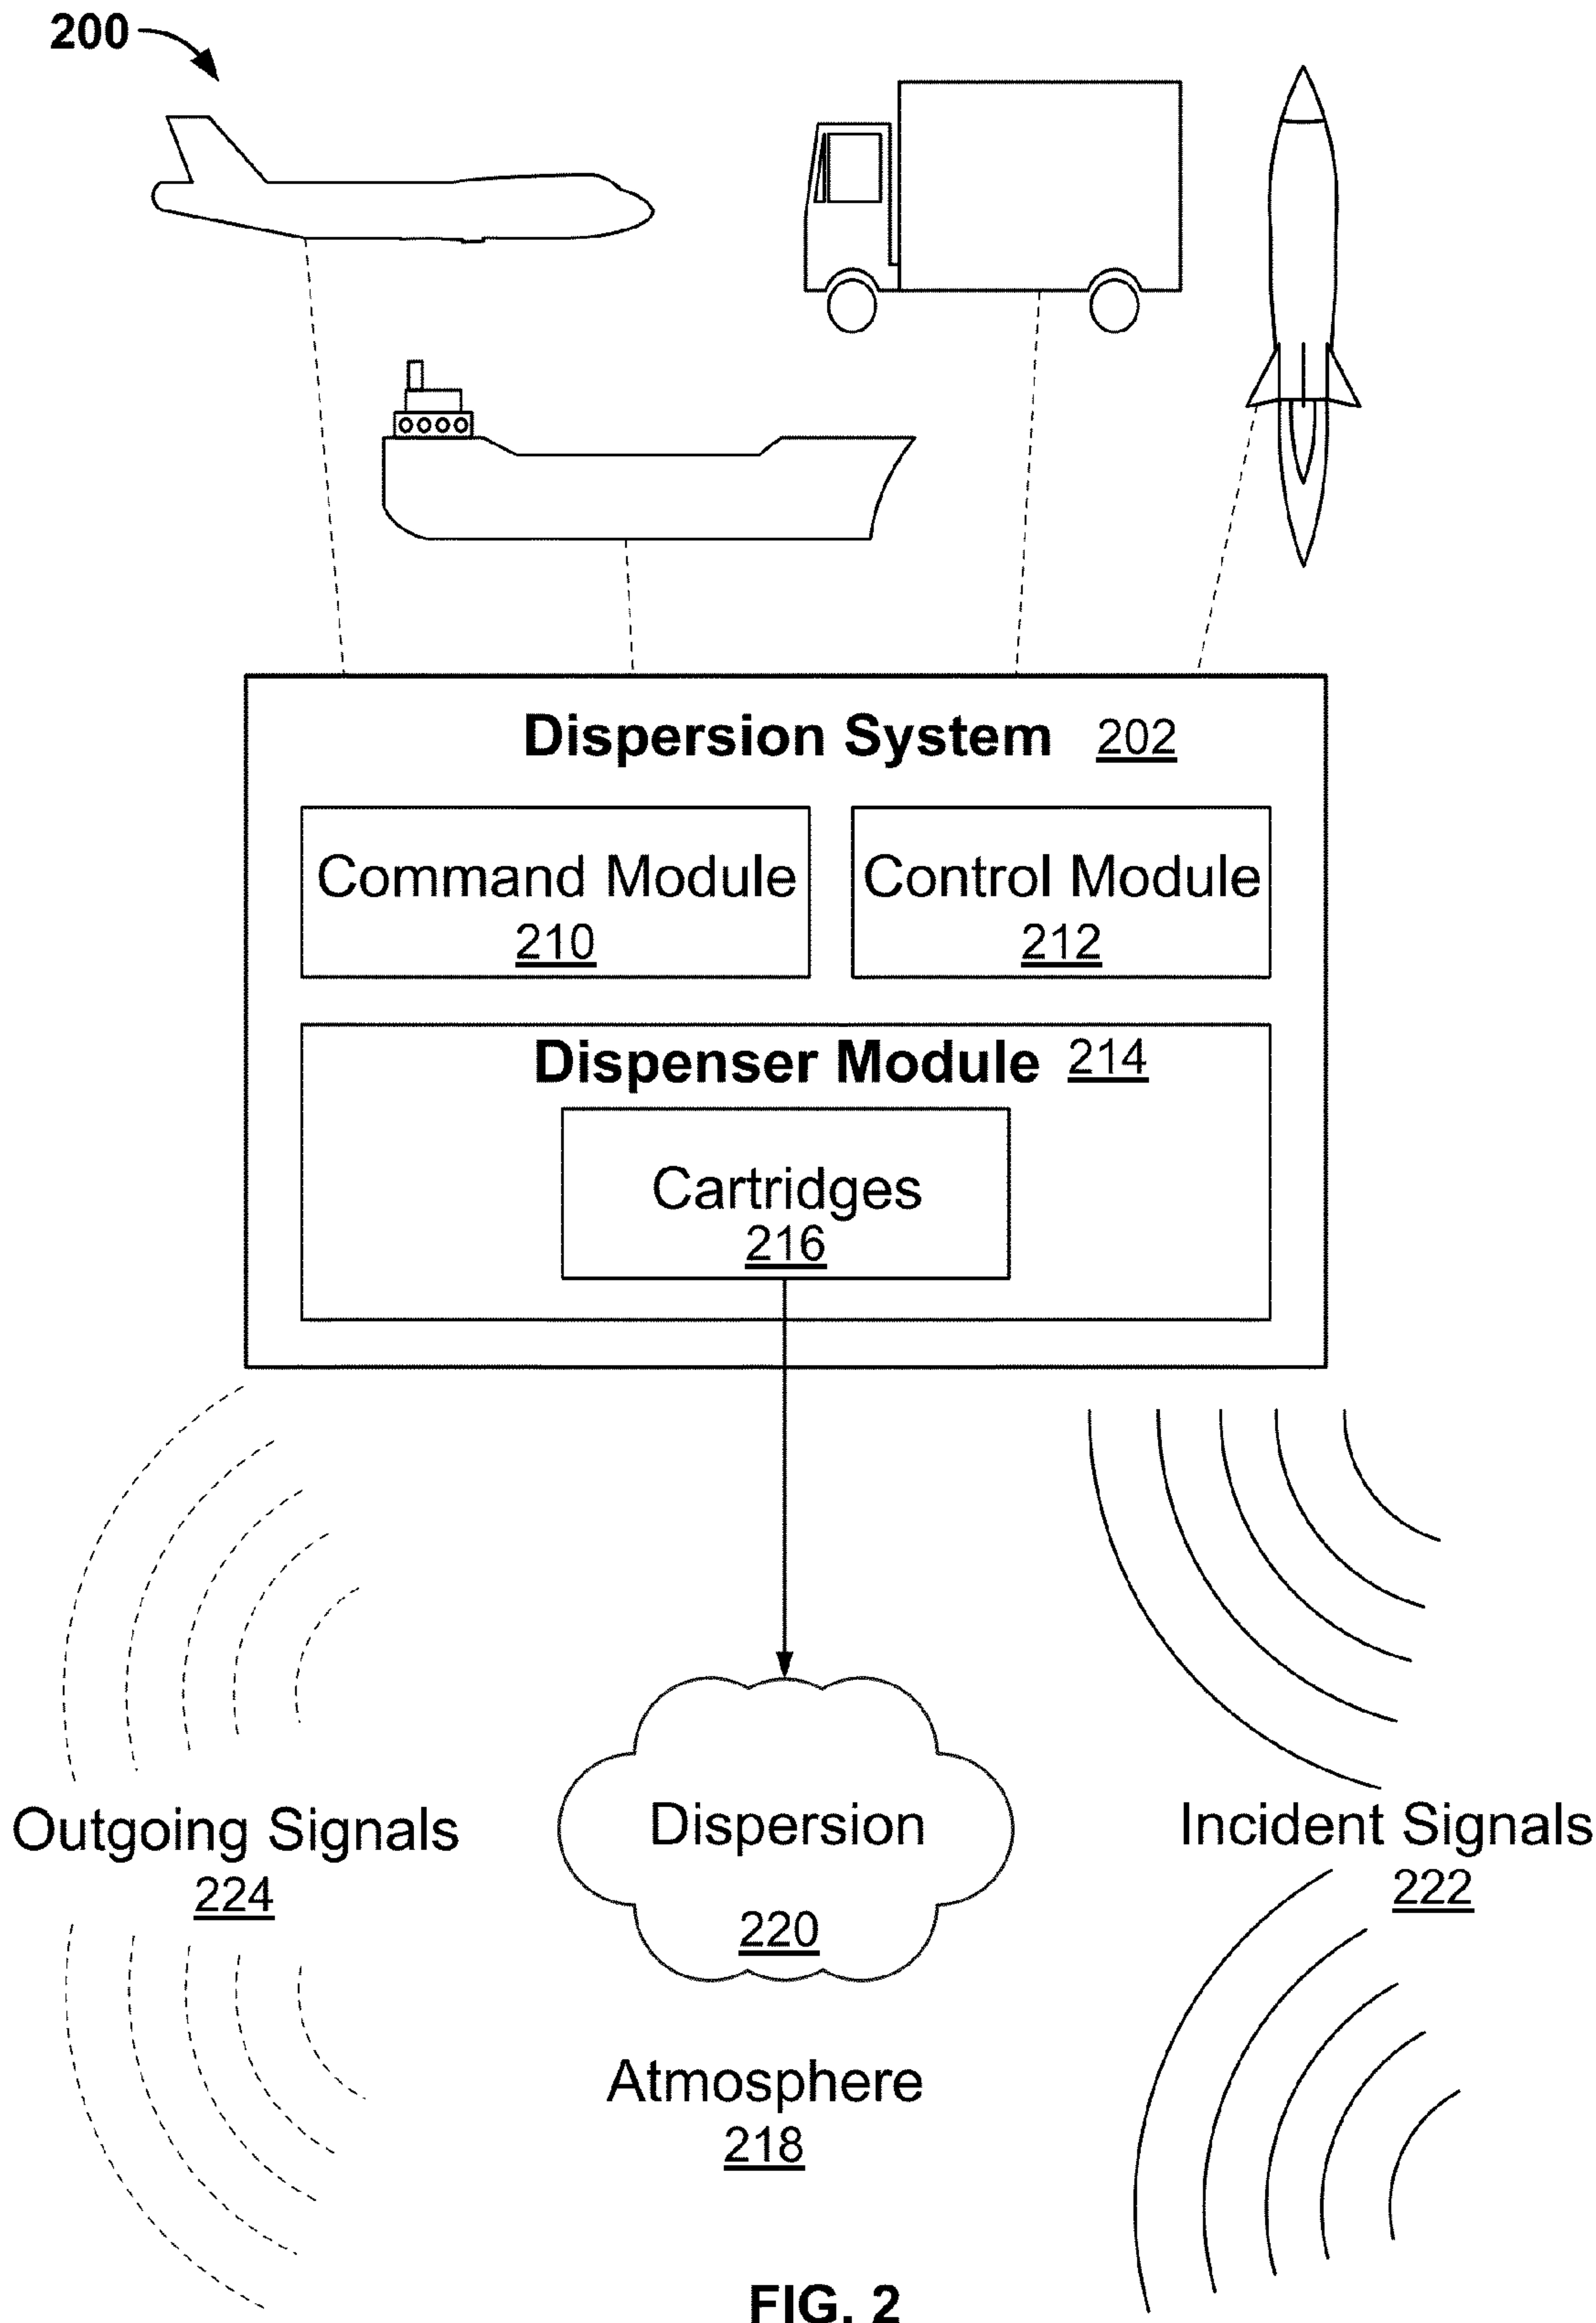 200
Dispersion System 202
Command Module
210
Control Module
212
Dispenser Module 214
Cartridges
216
Outgoing Signals
224
Dispersion
220
Incident Signals
222
Atmosphere
218
FIG. 2